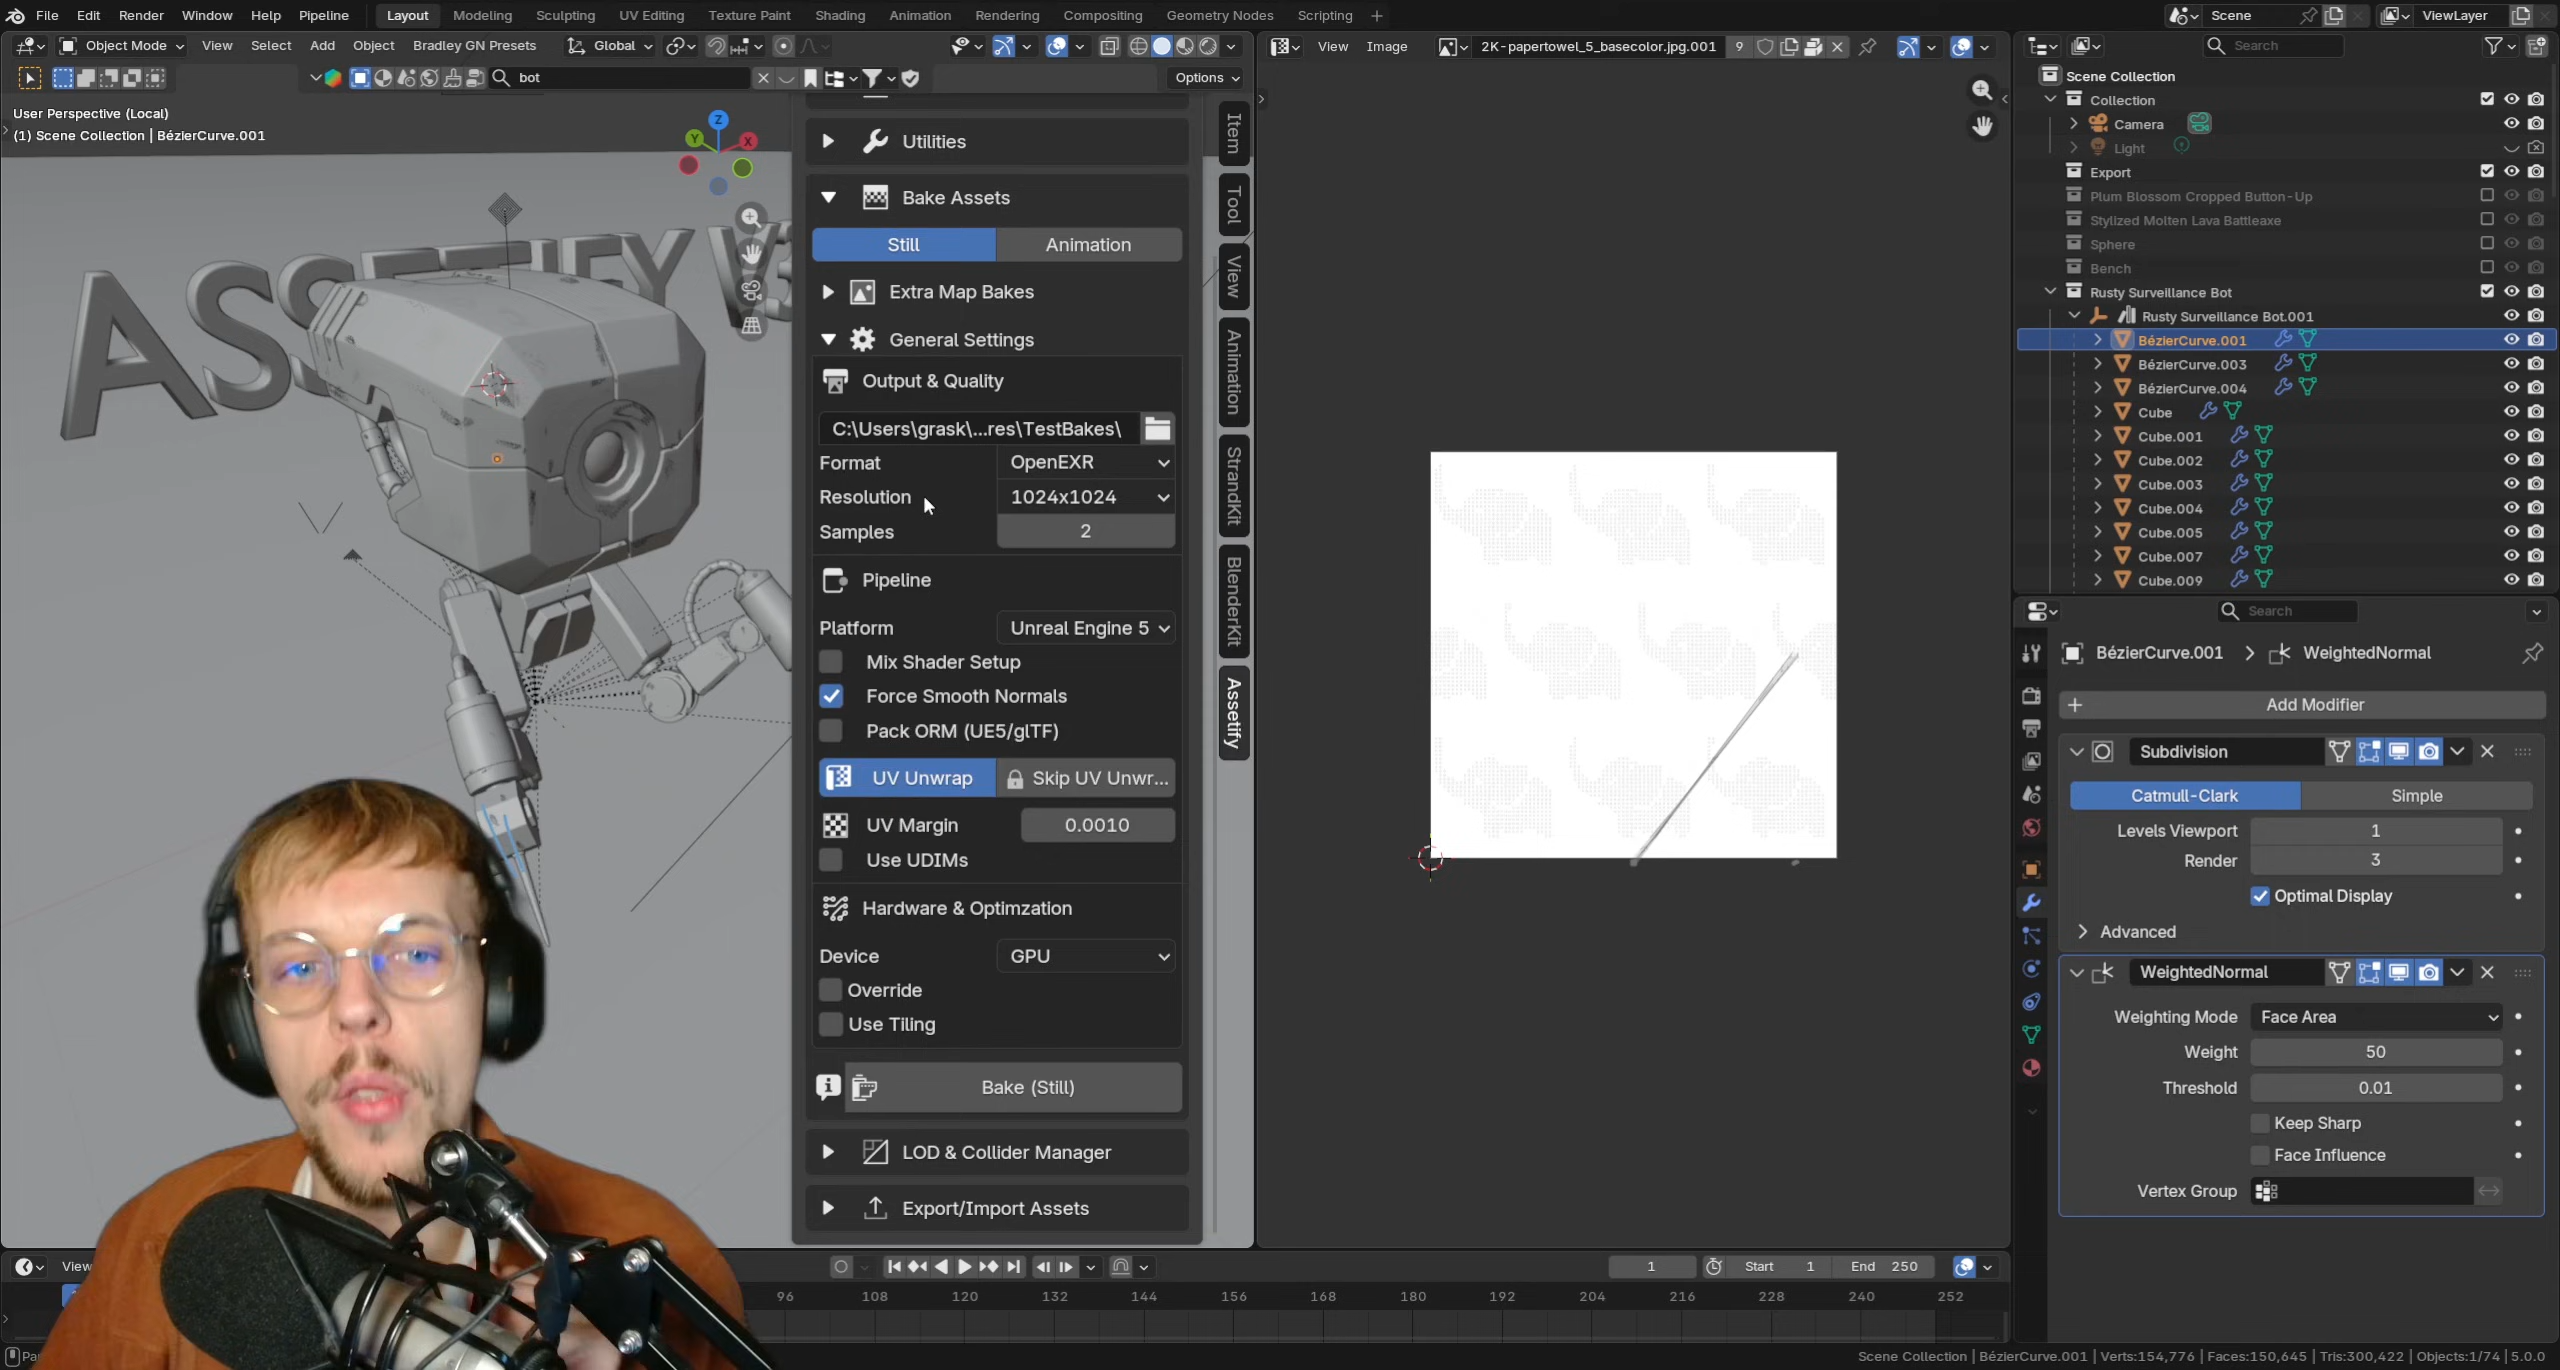 File Edit Render Window Help Pipeline Layout Modeling Sculpting UV Editing Texture Paint Shading Animation Rendering Compositing Geometry Nodes Scripting + Scene ViewLayer
Object Mode View Select Add Object Bradley GN Presets Global
View Image 2K-papertowel_5_basecolor.jpg.001 9
Search
bot Options
User Perspective (Local)
(1) Scene Collection | BézierCurve.001
Z
Y
X
ASSETIFY V3
Utilities
Bake Assets
Still Animation
Extra Map Bakes
General Settings
Output & Quality
C:\Users\grask\...res\TestBakes\
Format OpenEXR
Resolution 1024x1024
Samples 2
Pipeline
Platform Unreal Engine 5
Mix Shader Setup
Force Smooth Normals
Pack ORM (UE5/glTF)
UV Unwrap Skip UV Unwr...
UV Margin 0.0010
Use UDIMs
Hardware & Optimzation
Device GPU
Override
Use Tiling
Bake (Still)
LOD & Collider Manager
Export/Import Assets
Item
Tool
View
Animation
StrandKit
BlenderKit
Assetify
Scene Collection
Collection
Camera
Light
Export
Plum Blossom Cropped Button-Up
Stylized Molten Lava Battleaxe
Sphere
Bench
Rusty Surveillance Bot
Rusty Surveillance Bot.001
BézierCurve.001
BézierCurve.003
BézierCurve.004
Cube
Cube.001
Cube.002
Cube.003
Cube.004
Cube.005
Cube.007
Cube.009
Search
BézierCurve.001 > WeightedNormal
+ Add Modifier
Subdivision
Catmull-Clark Simple
Levels Viewport 1
Render 3
Optimal Display
Advanced
WeightedNormal
Weighting Mode Face Area
Weight 50
Threshold 0.01
Keep Sharp
Face Influence
Vertex Group
View 1 Start 1 End 250
96 108 120 132 144 156 168 180 192 204 216 228 240 252
Scene Collection | BézierCurve.001 | Verts:154,776 | Faces:150,645 | Tris:300,422 | Objects:1/74 | 5.0.0